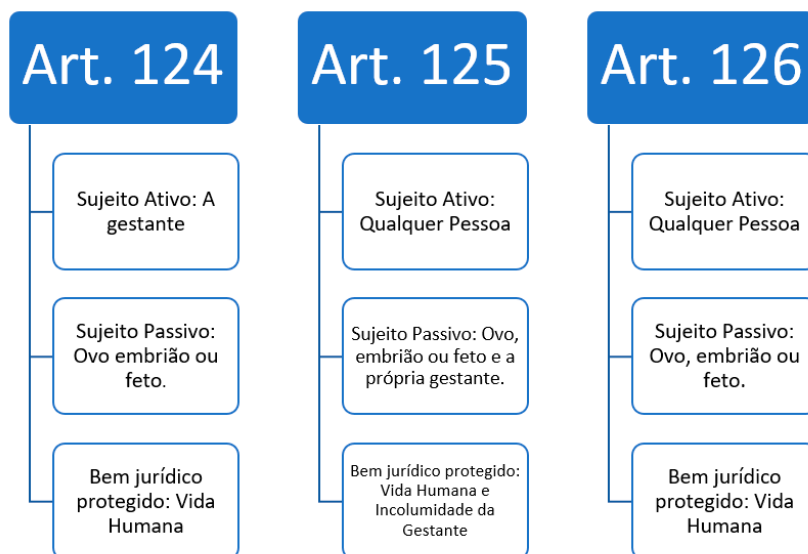 Art. 124
Sujeito Ativo: A
gestante
Sujeito Passivo:
Ovo embrião ou
feto.
Bem jurídico
protegido: Vida
Humana
Art. 125
Sujeito Ativo:
Qualquer Pessoa
Sujeito Passivo: Ovo,
embrião ou feto e a
própria gestante.
Bem jurídico protegido:
Vida Humana e
Incolumidade da
Gestante
Art. 126
Sujeito Ativo:
Qualquer Pessoa
Sujeito Passivo:
Ovo, embrião ou
feto.
Bem jurídico
protegido: Vida
Humana